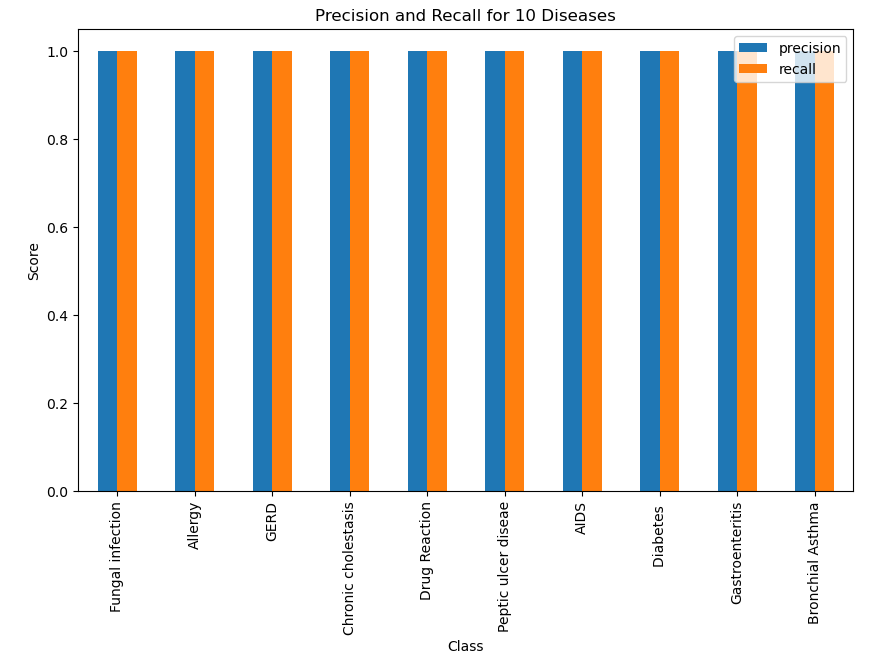 Precision and Recall for 10 Diseases
precision
recall
Score
1.0
0.8
0.6
0.4
0.2
0.0
Fungal infection
Allergy
GERD
Chronic cholestasis
Drug Reaction
Peptic ulcer diseae
AIDS
Diabetes
Gastroenteritis
Bronchial Asthma
Class